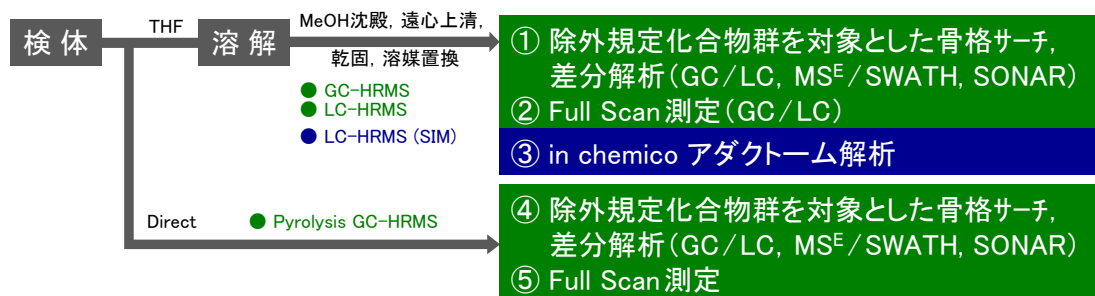 検体
THF
溶解
MeOH沈殿, 遠心上清,
乾固, 溶媒置換
● GC-HRMS
● LC-HRMS
● LC-HRMS (SIM)
① 除外規定化合物群を対象とした骨格サーチ,
差分解析(GC/LC, MSᴱ/SWATH, SONAR)
② Full Scan測定(GC/LC)
③ in chemico アダクトーム解析
Direct
● Pyrolysis GC-HRMS
④ 除外規定化合物群を対象とした骨格サーチ,
差分解析(GC/LC, MSᴱ/SWATH, SONAR)
⑤ Full Scan測定